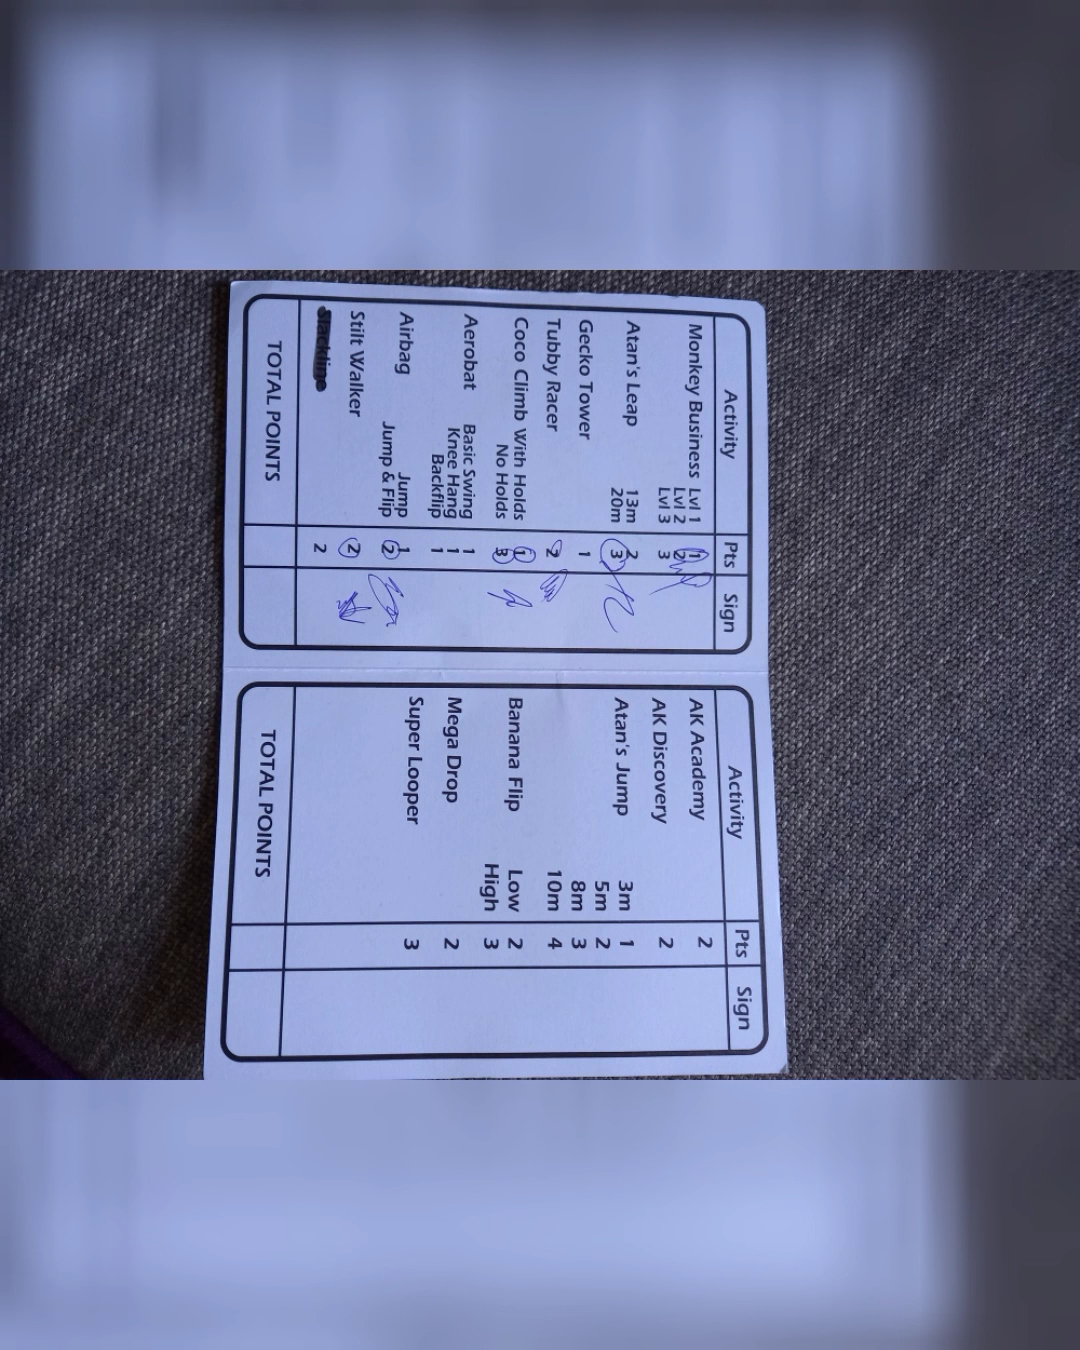 Activity Pts Sign
Monkey Business Lvl 1 1
Lvl 2 2
Lvl 3 3
Atan's Leap 13m 2
20m 3
Gecko Tower 1
Tubby Racer 2
Coco Climb With Holds 1
No Holds 3
Aerobat Basic Swing 1
Knee Hang 1
Backflip 1
Airbag Jump 1
Jump & Flip 2
Stilt Walker 2
Slackline 2
TOTAL POINTS
Activity Pts Sign
AK Academy 2
AK Discovery 2
Atan's Jump 3m 1
5m 2
8m 3
10m 4
Banana Flip Low 2
High 3
Mega Drop 2
Super Looper 3
TOTAL POINTS